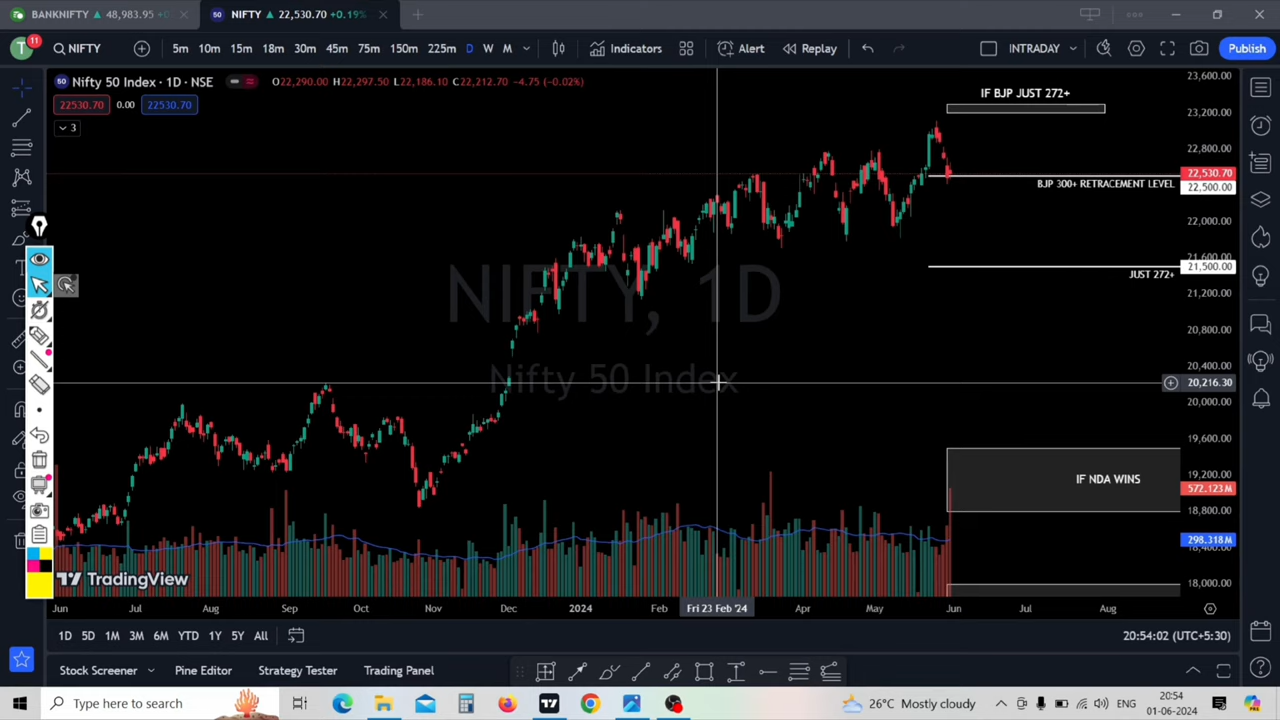 BANKNIFTY ▲ 48,983.95 +0
50 NIFTY ▲ 22,530.70 +0.19%
T 11 NIFTY 5m 10m 15m 18m 30m 45m 75m 150m 225m D W M Indicators Alert Replay INTRADAY Publish
50 Nifty 50 Index · 1D · NSE O22,290.00 H22,297.50 L22,186.10 C22,212.70 -4.75 (-0.02%)
22530.70 0.00 22530.70
3
IF BJP JUST 272+
BJP 300+ RETRACEMENT LEVEL
JUST 272+
NIFTY, 1D
Nifty 50 Index
IF NDA WINS
23,600.00
23,200.00
22,800.00
22,530.70
22,500.00
22,000.00
21,600.00
21,500.00
21,200.00
20,800.00
20,400.00
20,216.30
20,000.00
19,600.00
19,200.00
572.123M
18,800.00
298.318M
18,400.00
18,000.00
TradingView
Jun Jul Aug Sep Oct Nov Dec 2024 Feb Fri 23 Feb '24 Apr May Jun Jul Aug
1D 5D 1M 3M 6M YTD 1Y 5Y All 20:54:02 (UTC+5:30)
Stock Screener Pine Editor Strategy Tester Trading Panel
Type here to search 26°C Mostly cloudy ENG 20:54
01-06-2024